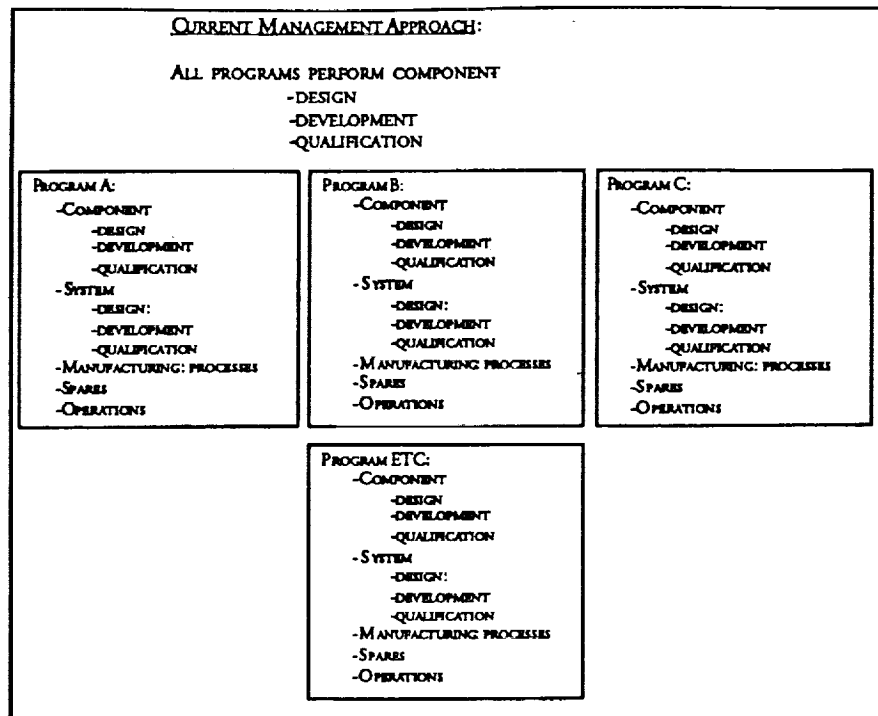 CURRENT MANAGEMENT APPROACH:
ALL PROGRAMS PERFORM COMPONENT
-DESIGN
-DEVELOPMENT
-QUALIFICATION
PROGRAM A:
-COMPONENT
-DESIGN
-DEVELOPMENT
-QUALIFICATION
-SYSTEM
-DESIGN:
-DEVELOPMENT
-QUALIFICATION
-MANUFACTURING: PROCESSES
-SPARES
-OPERATIONS
PROGRAM B:
-COMPONENT
-DESIGN
-DEVELOPMENT
-QUALIFICATION
-SYSTEM
-DESIGN:
-DEVELOPMENT
-QUALIFICATION
-MANUFACTURING PROCESSES
-SPARES
-OPERATIONS
PROGRAM C:
-COMPONENT
-DESIGN
-DEVELOPMENT
-QUALIFICATION
-SYSTEM
-DESIGN:
-DEVELOPMENT
-QUALIFICATION
-MANUFACTURING: PROCESSES
-SPARES
-OPERATIONS
PROGRAM ETC:
-COMPONENT
-DESIGN
-DEVELOPMENT
-QUALIFICATION
-SYSTEM
-DESIGN:
-DEVELOPMENT
-QUALIFICATION
-MANUFACTURING PROCESSES
-SPARES
-OPERATIONS